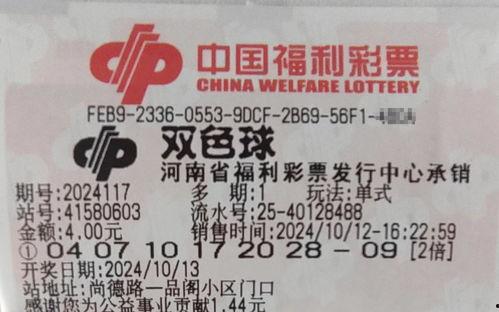 中国福利彩票
CHINA WELFARE LOTTERY
FEB9-2336-0553-9DCF-2B69-56F1-
双色球
河南省福利彩票发行中心承销
期号:2024117 多期:1 玩法:单式
站号:41580603 流水号:25-40128488
金额:4.00元 销售时间:2024/10/12-16:22:59
① 04 07 10 17 20 28 - 09 [2倍]
开奖日期:2024/10/13
站地址:尚德路一品阁小区门口
感谢您为公益事业贡献1.44元